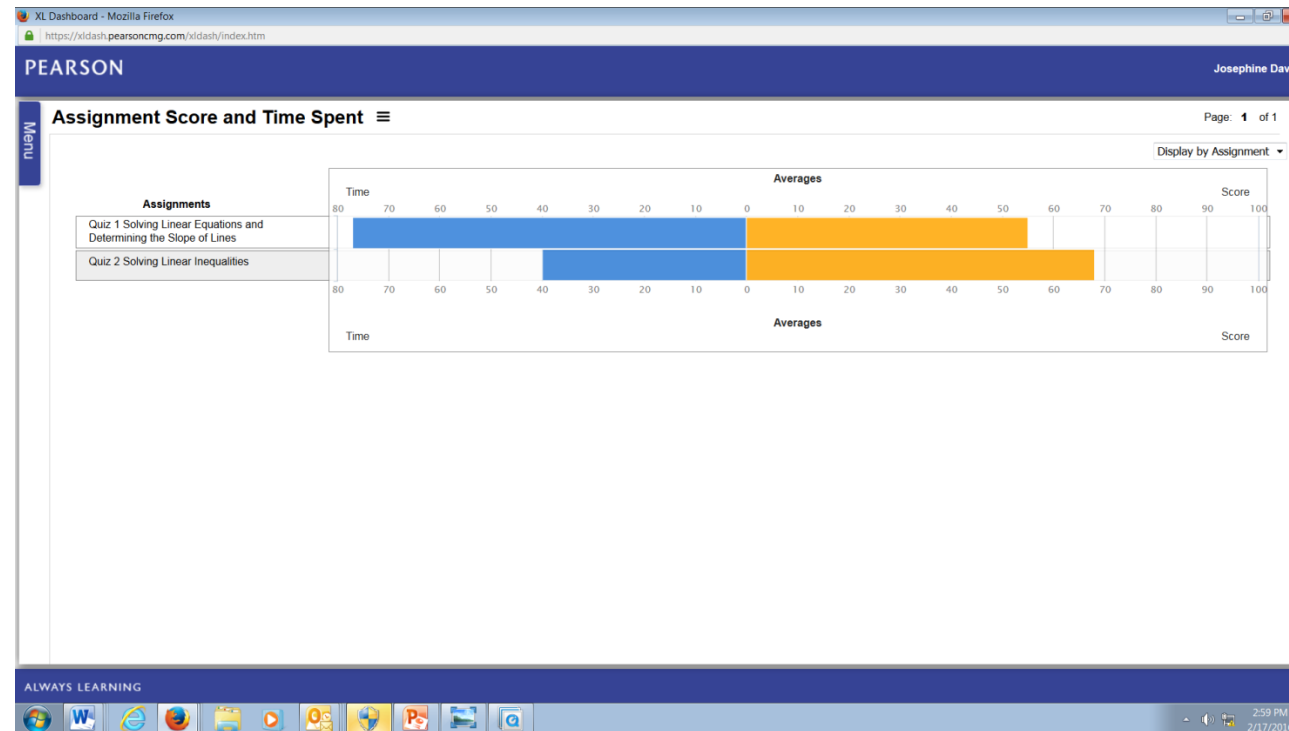 XL Dashboard - Mozilla Firefox
https://xldash.pearsoncmg.com/xldash/index.htm
PEARSON
Josephine Dav
Menu
Assignment Score and Time Spent
Page: 1 of 1
Display by Assignment
Averages
Time Score
Assignments
80 70 60 50 40 30 20 10 0 10 20 30 40 50 60 70 80 90 100
Quiz 1 Solving Linear Equations and
Determining the Slope of Lines
Quiz 2 Solving Linear Inequalities
80 70 60 50 40 30 20 10 0 10 20 30 40 50 60 70 80 90 100
Averages
Time Score
ALWAYS LEARNING
2:59 PM
2/17/201